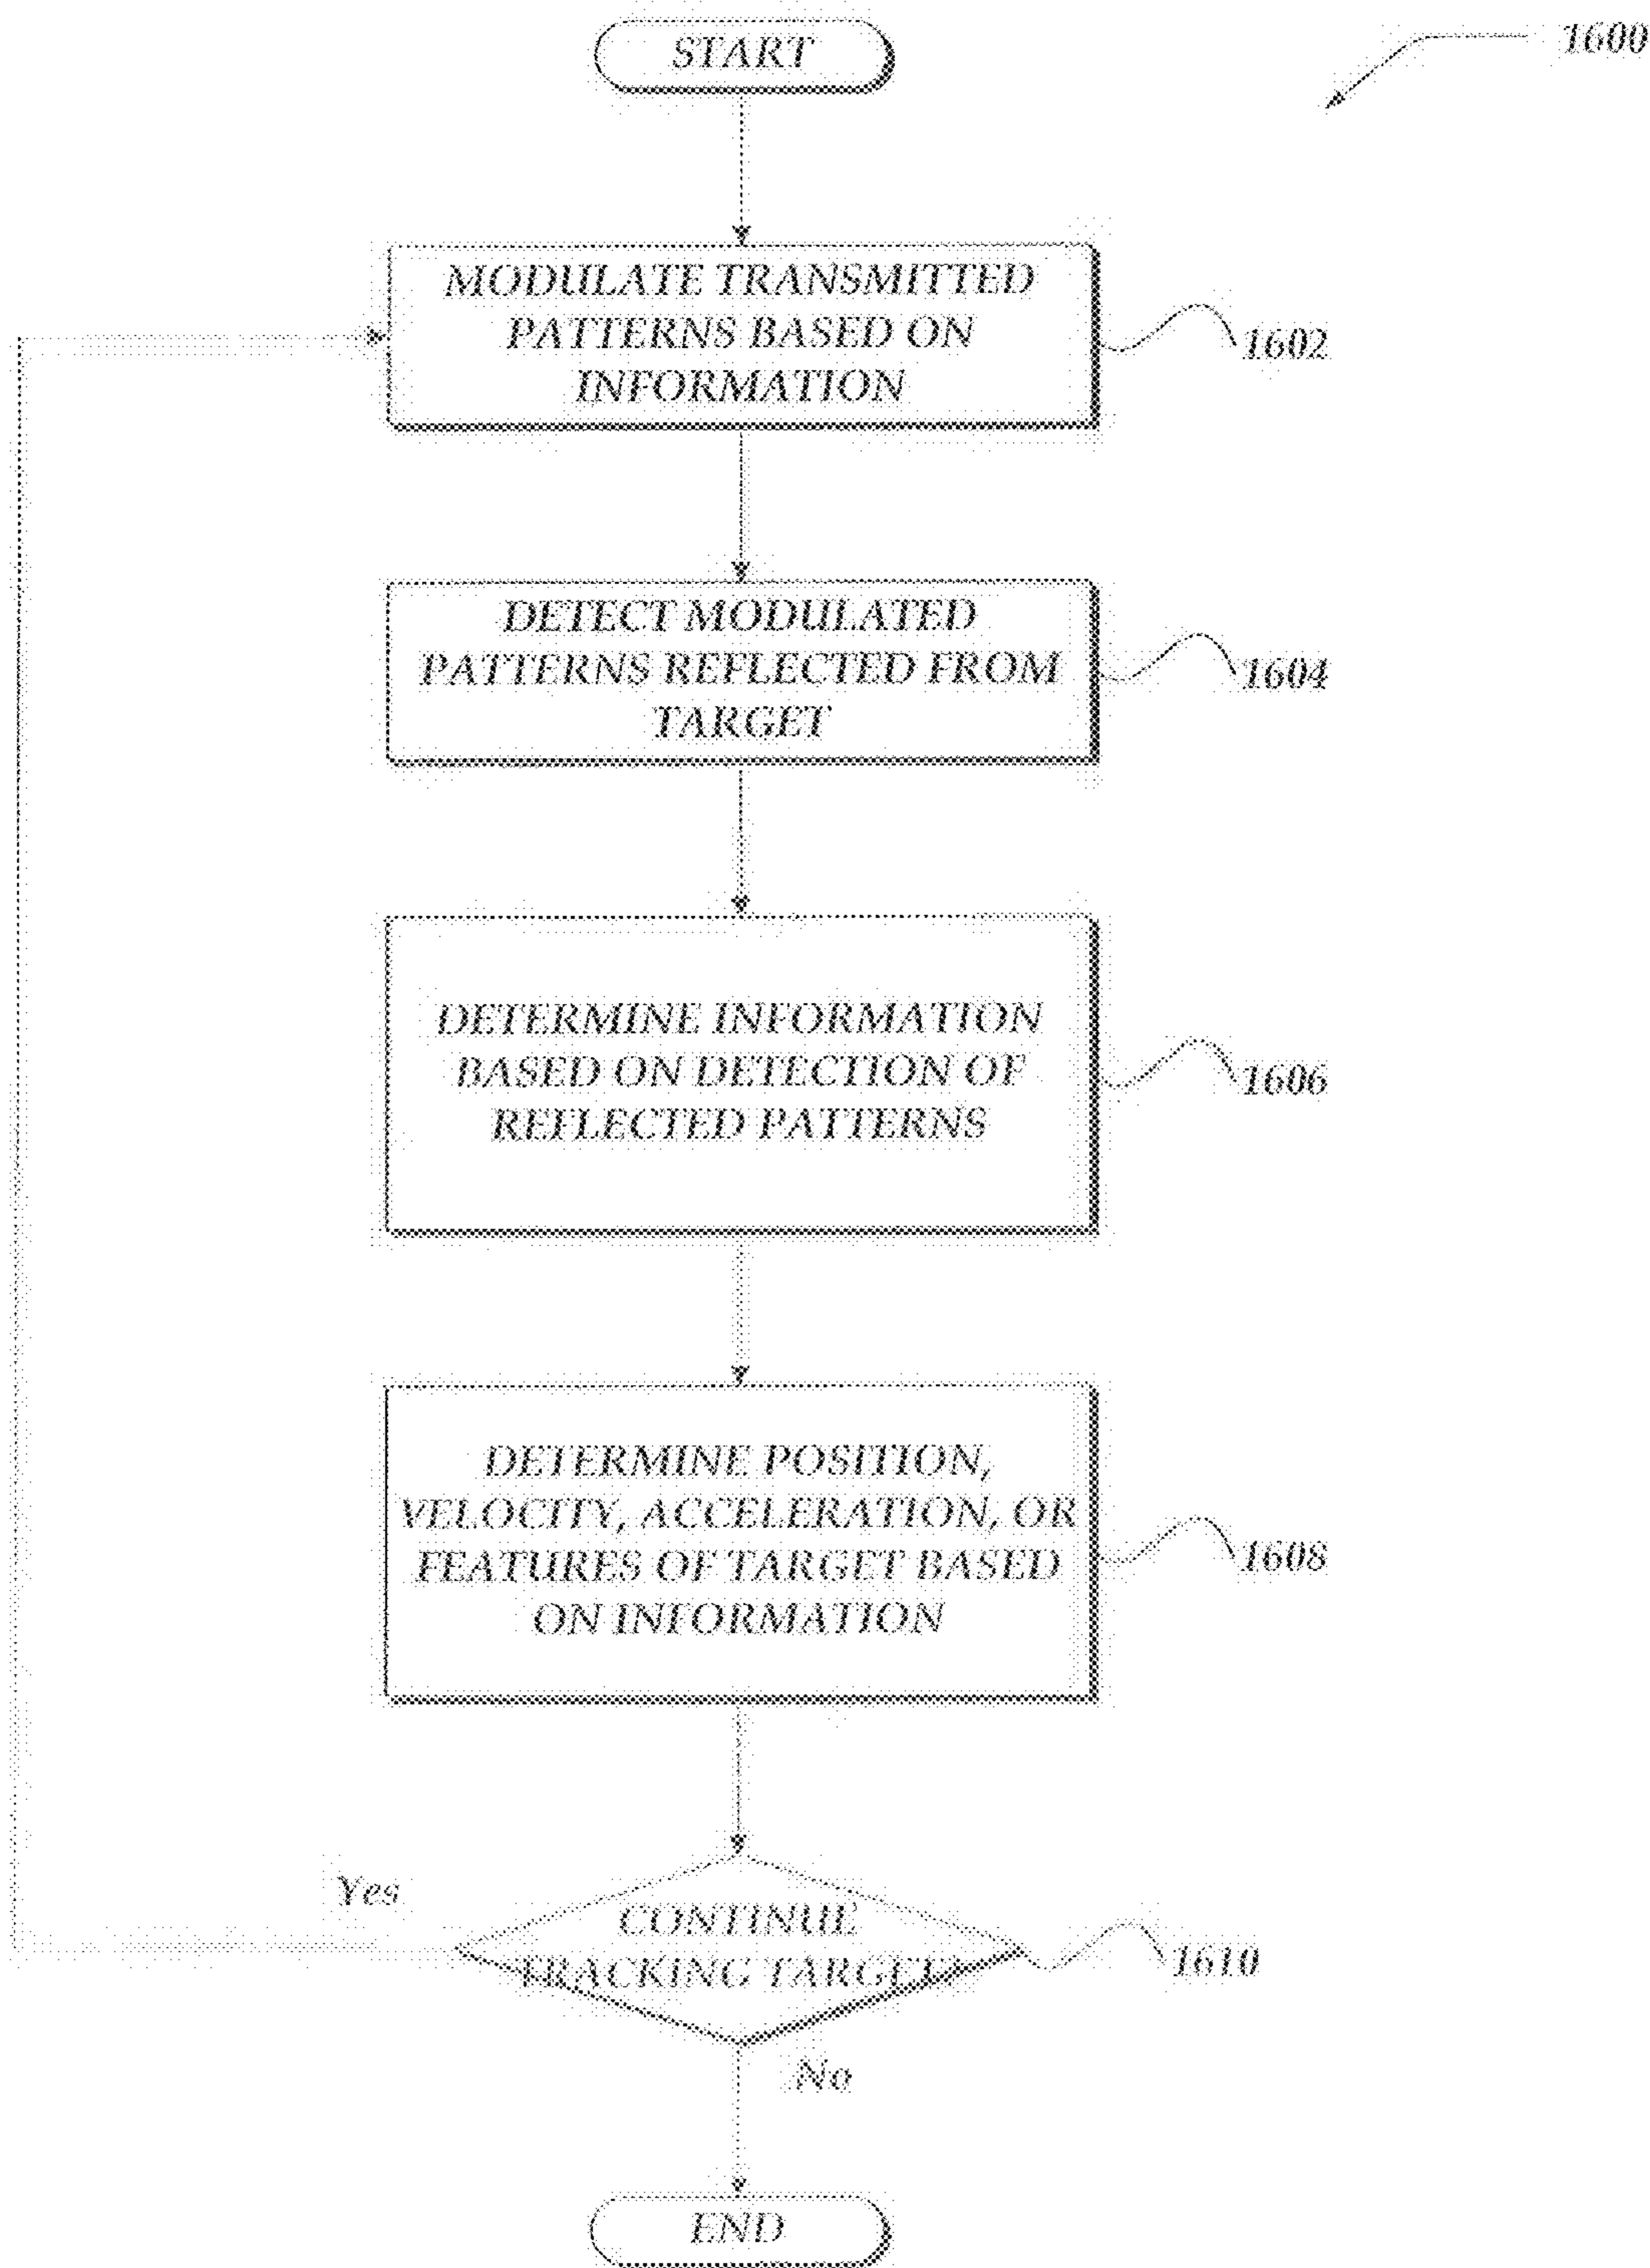 START
1600
MODULATE TRANSMITTED
PATTERNS BASED ON
INFORMATION
1602
DETECT MODULATED
PATTERNS REFLECTED FROM
TARGET
1604
DETERMINE INFORMATION
BASED ON DETECTION OF
REFLECTED PATTERNS
1606
DETERMINE POSITION,
VELOCITY, ACCELERATION, OR
FEATURES OF TARGET BASED
ON INFORMATION
1608
Yes
CONTINUE
TRACKING TARGET?
1610
No
END